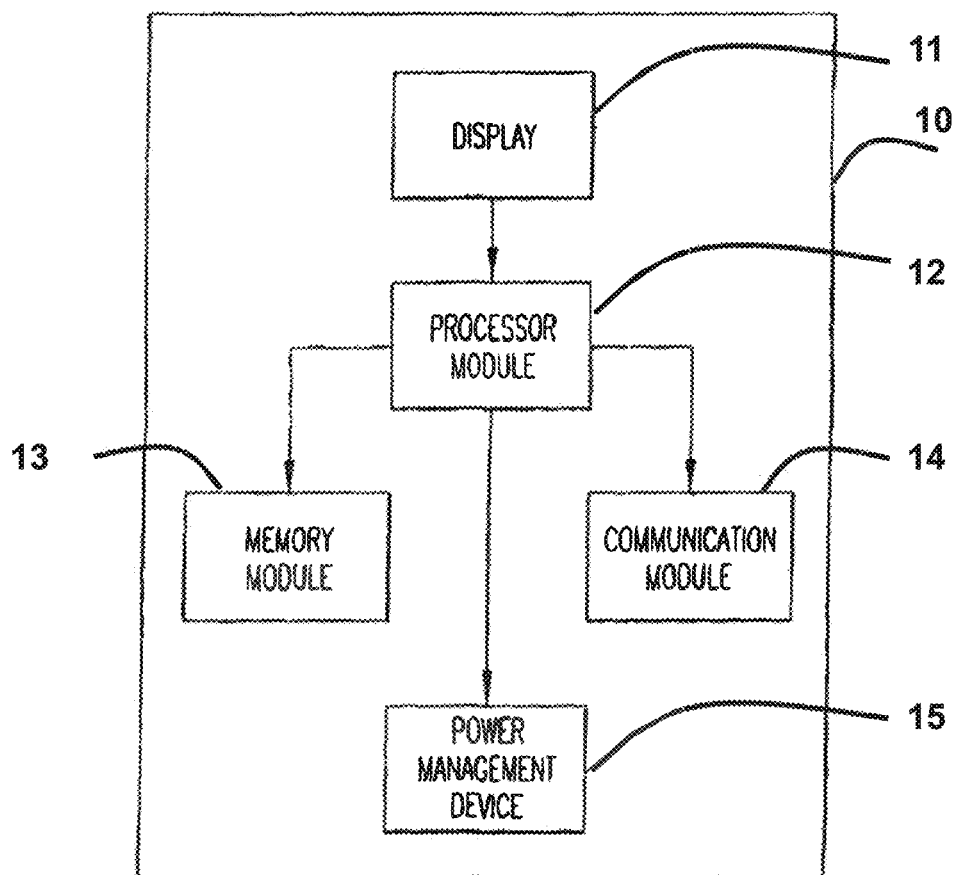 11
DISPLAY
10
12
PROCESSOR
MODULE
13
14
MEMORY
MODULE
COMMUNICATION
MODULE
15
POWER
MANAGEMENT
DEVICE